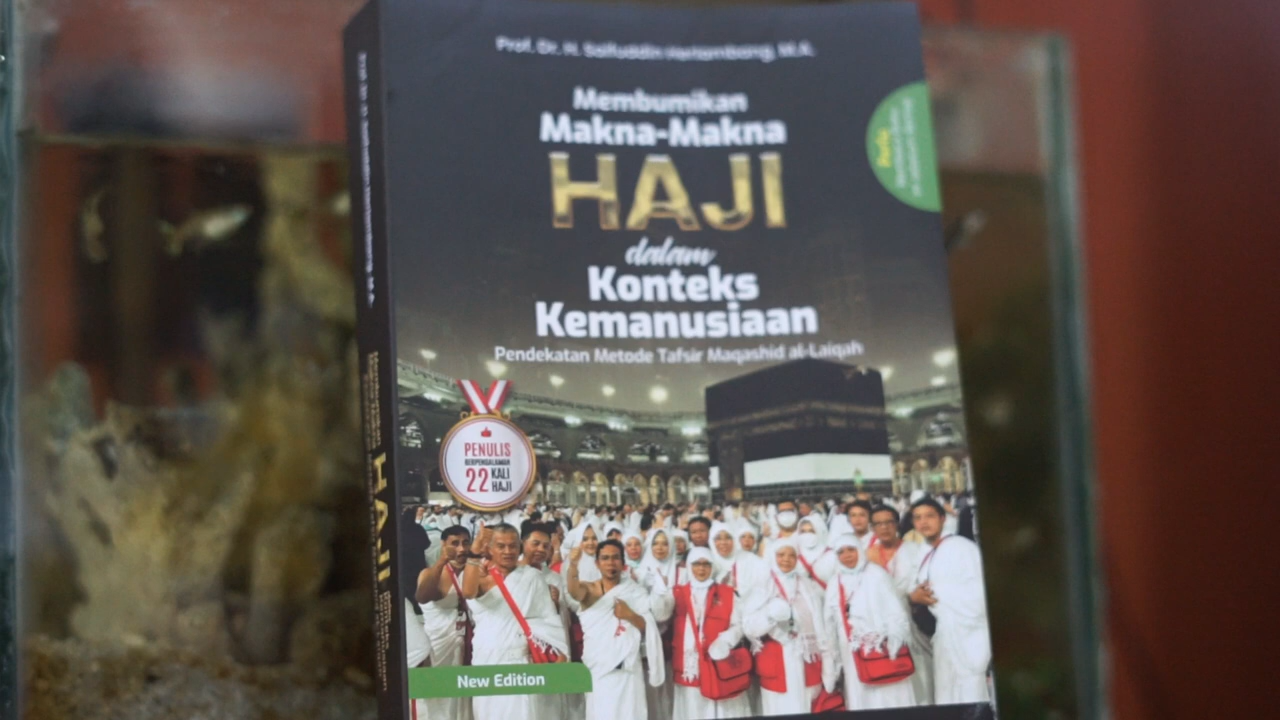 Prof. Dr. H. Saifuddin Herlambang, M.A.
Membumikan
Makna-Makna
HAJI
dalam
Konteks
Kemanusiaan
Pendekatan Metode Tafsir Maqashid al-Laiqah
PENULIS
BERPENGALAMAN
22 KALI
HAJI
New Edition
HAJI